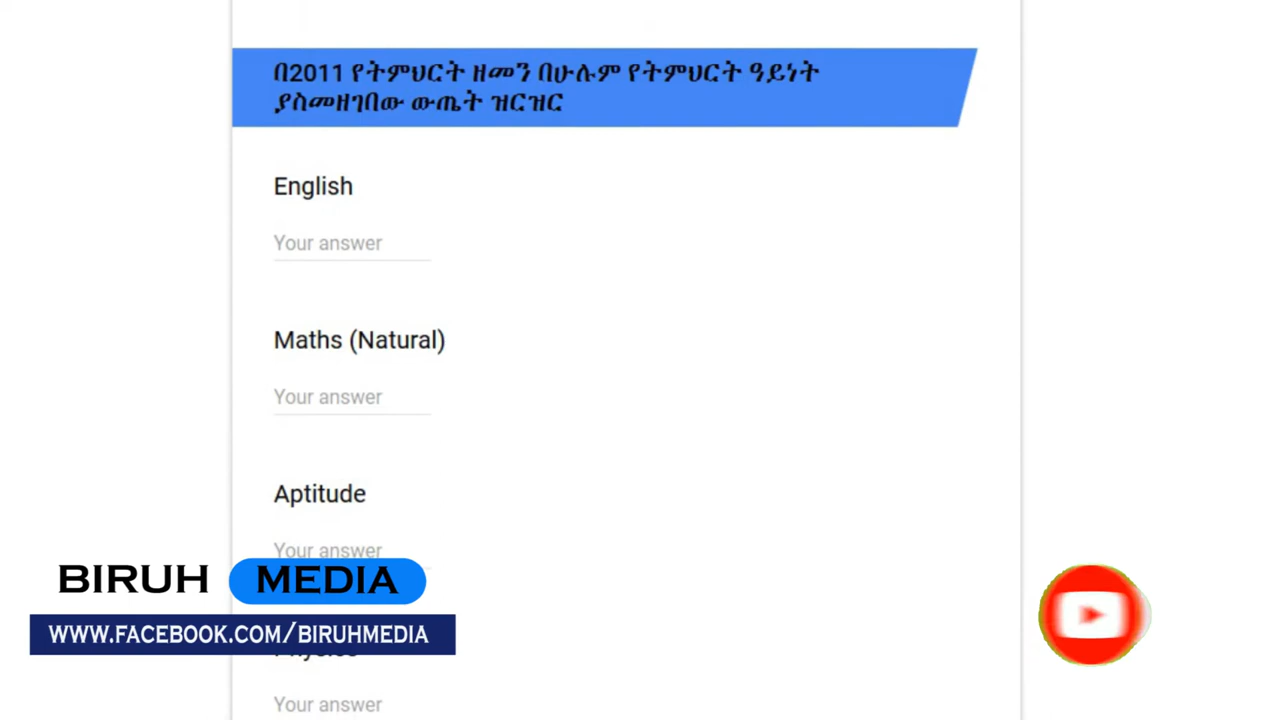 በ2011 የትምህርት ዘመን በሁሉም የትምህርት ዓይነት
ያስመዘገበው ውጤት ዝርዝር
English
Your answer
Maths (Natural)
Your answer
Aptitude
Your answer
BIRUH MEDIA
WWW.FACEBOOK.COM/BIRUHMEDIA
Physics
Your answer